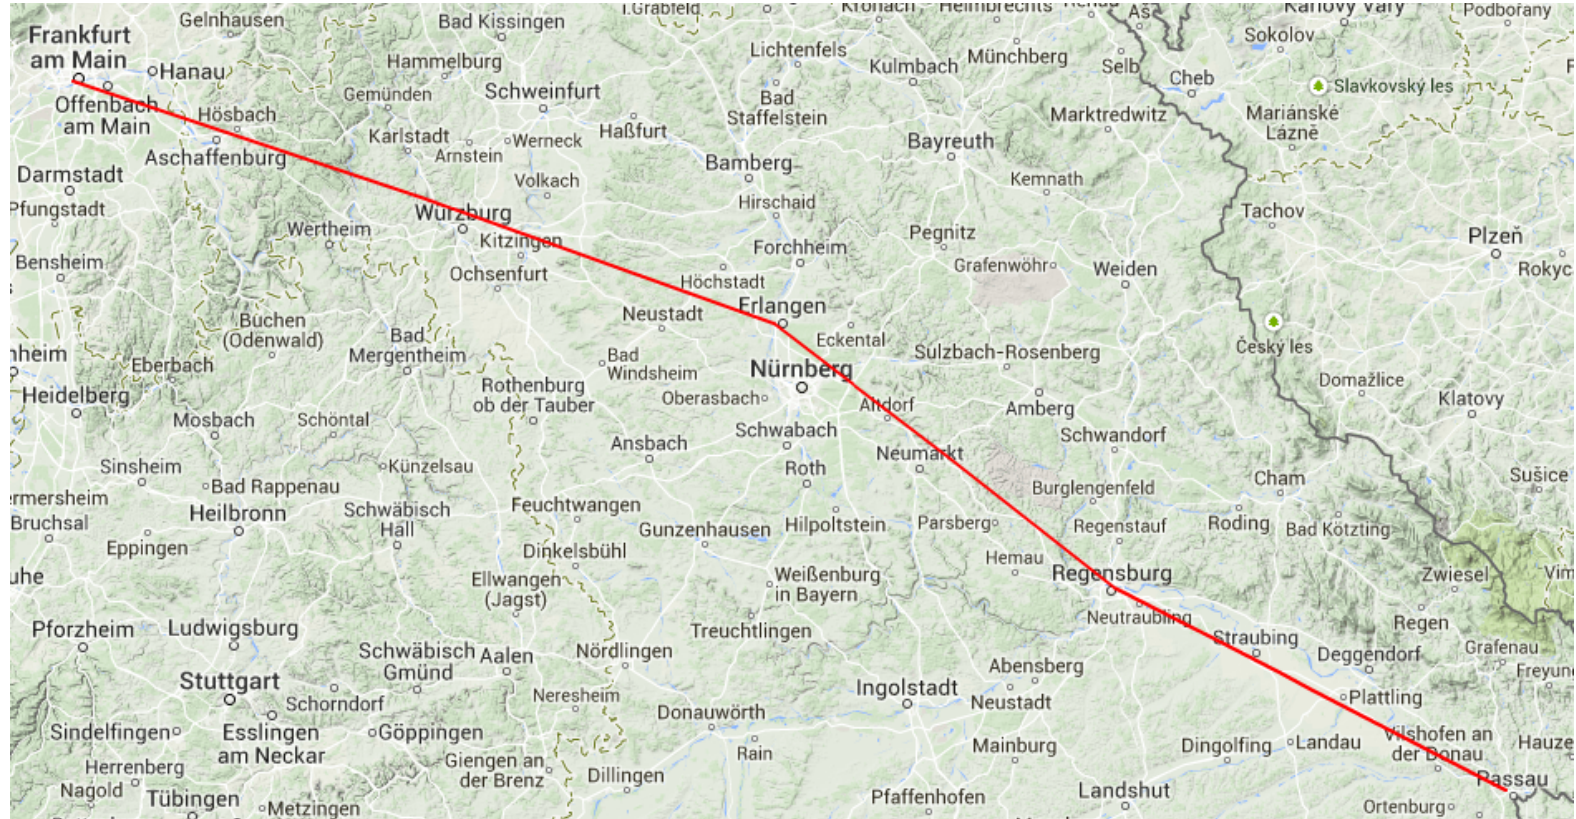 Gelnhausen
Bad Kissingen
Kronach
Helmbrechts
Karlovy Vary
Podbořany
Frankfurt
am Main
Hanau
Hammelburg
Lichtenfels
Kulmbach
Münchberg
Selb
Sokolov
Cheb
Slavkovský les
Offenbach
am Main
Hösbach
Gemünden
Schweinfurt
Bad
Staffelstein
Marktredwitz
Mariánské
Lázně
Aschaffenburg
Karlstadt
Arnstein
Werneck
Haßfurt
Bayreuth
Bamberg
Darmstadt
Volkach
Kemnath
Pfungstadt
Würzburg
Hirschaid
Tachov
Wertheim
Kitzingen
Forchheim
Pegnitz
Plzeň
Bensheim
Ochsenfurt
Höchstadt
Grafenwöhr
Weiden
Rokyc
Buchen
(Odenwald)
Neustadt
Erlangen
Eckental
Bad
Mergentheim
Bad
Windsheim
Nürnberg
Sulzbach-Rosenberg
Český les
nheim
Eberbach
Heidelberg
Rothenburg
ob der Tauber
Oberasbach
Altdorf
Amberg
Domažlice
Klatovy
Mosbach
Schöntal
Ansbach
Schwabach
Schwandorf
Sinsheim
Künzelsau
Roth
Neumarkt
Cham
Sušice
ermersheim
Bad Rappenau
Burglengenfeld
Bruchsal
Heilbronn
Schwäbisch
Hall
Feuchtwangen
Gunzenhausen
Hilpoltstein
Parsberg
Regenstauf
Roding
Bad Kötzting
Eppingen
Dinkelsbühl
Hemau
uhe
Ellwangen
(Jagst)
Weißenburg
in Bayern
Regensburg
Zwiesel
Vim
Pforzheim
Ludwigsburg
Treuchtlingen
Neutraubling
Regen
Schwäbisch
Gmünd
Aalen
Nördlingen
Straubing
Deggendorf
Grafenau
Freyung
Stuttgart
Schorndorf
Neresheim
Ingolstadt
Abensberg
Neustadt
Plattling
Sindelfingen
Esslingen
am Neckar
Göppingen
Donauwörth
Rain
Mainburg
Dingolfing
Landau
Vilshofen an
der Donau
Hauze
Herrenberg
Nagold
Tübingen
Metzingen
Giengen an
der Brenz
Dillingen
Pfaffenhofen
Landshut
Passau
Ortenburg